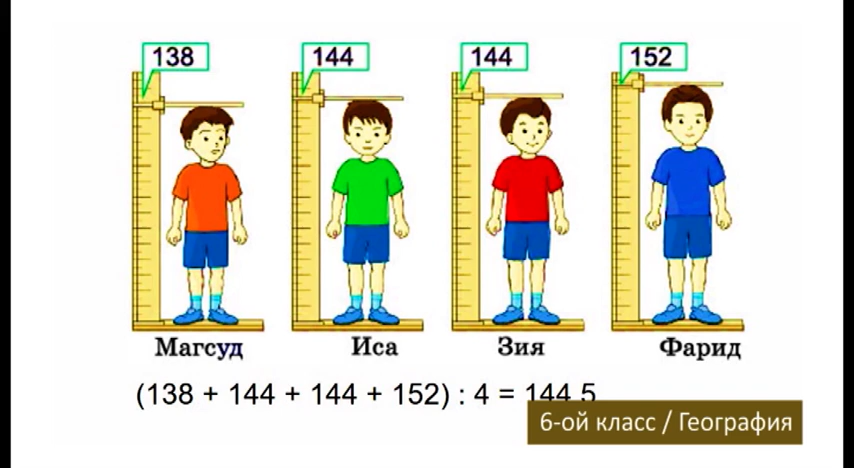 138 144 144 152
Магсуд Иса Зия Фарид
(138 + 144 + 144 + 152) : 4 = 144,5
6-ой класс / География